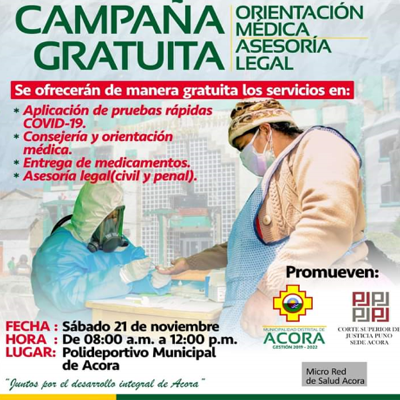 CAMPAÑA
GRATUITA
ORIENTACIÓN
MÉDICA
ASESORÍA
LEGAL
Se ofrecerán de manera gratuita los servicios en:
* Aplicación de pruebas rápidas
COVID-19.
* Consejería y orientación
médica.
* Entrega de medicamentos.
* Asesoría legal(civil y penal).
Promueven:
MUNICIPALIDAD DISTRITAL DE
ACORA
GESTIÓN 2019 - 2022
CORTE SUPERIOR DE
JUSTICIA PUNO
SEDE ACORA
FECHA : Sábado 21 de noviembre
HORA : De 08:00 a.m. a 12:00 p.m.
LUGAR: Polideportivo Municipal
de Acora
Micro Red
de Salud Acora
"Juntos por el desarrollo integral de Acora"